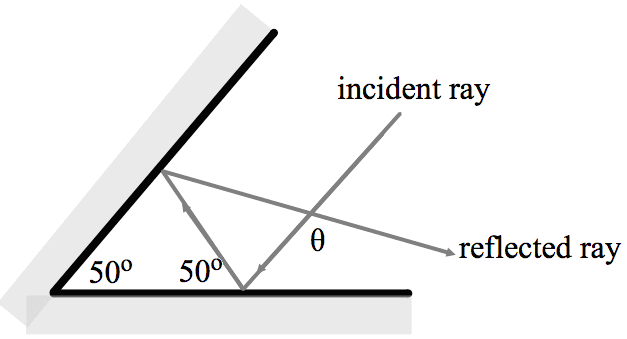 incident ray
θ
reflected ray
50º
50º